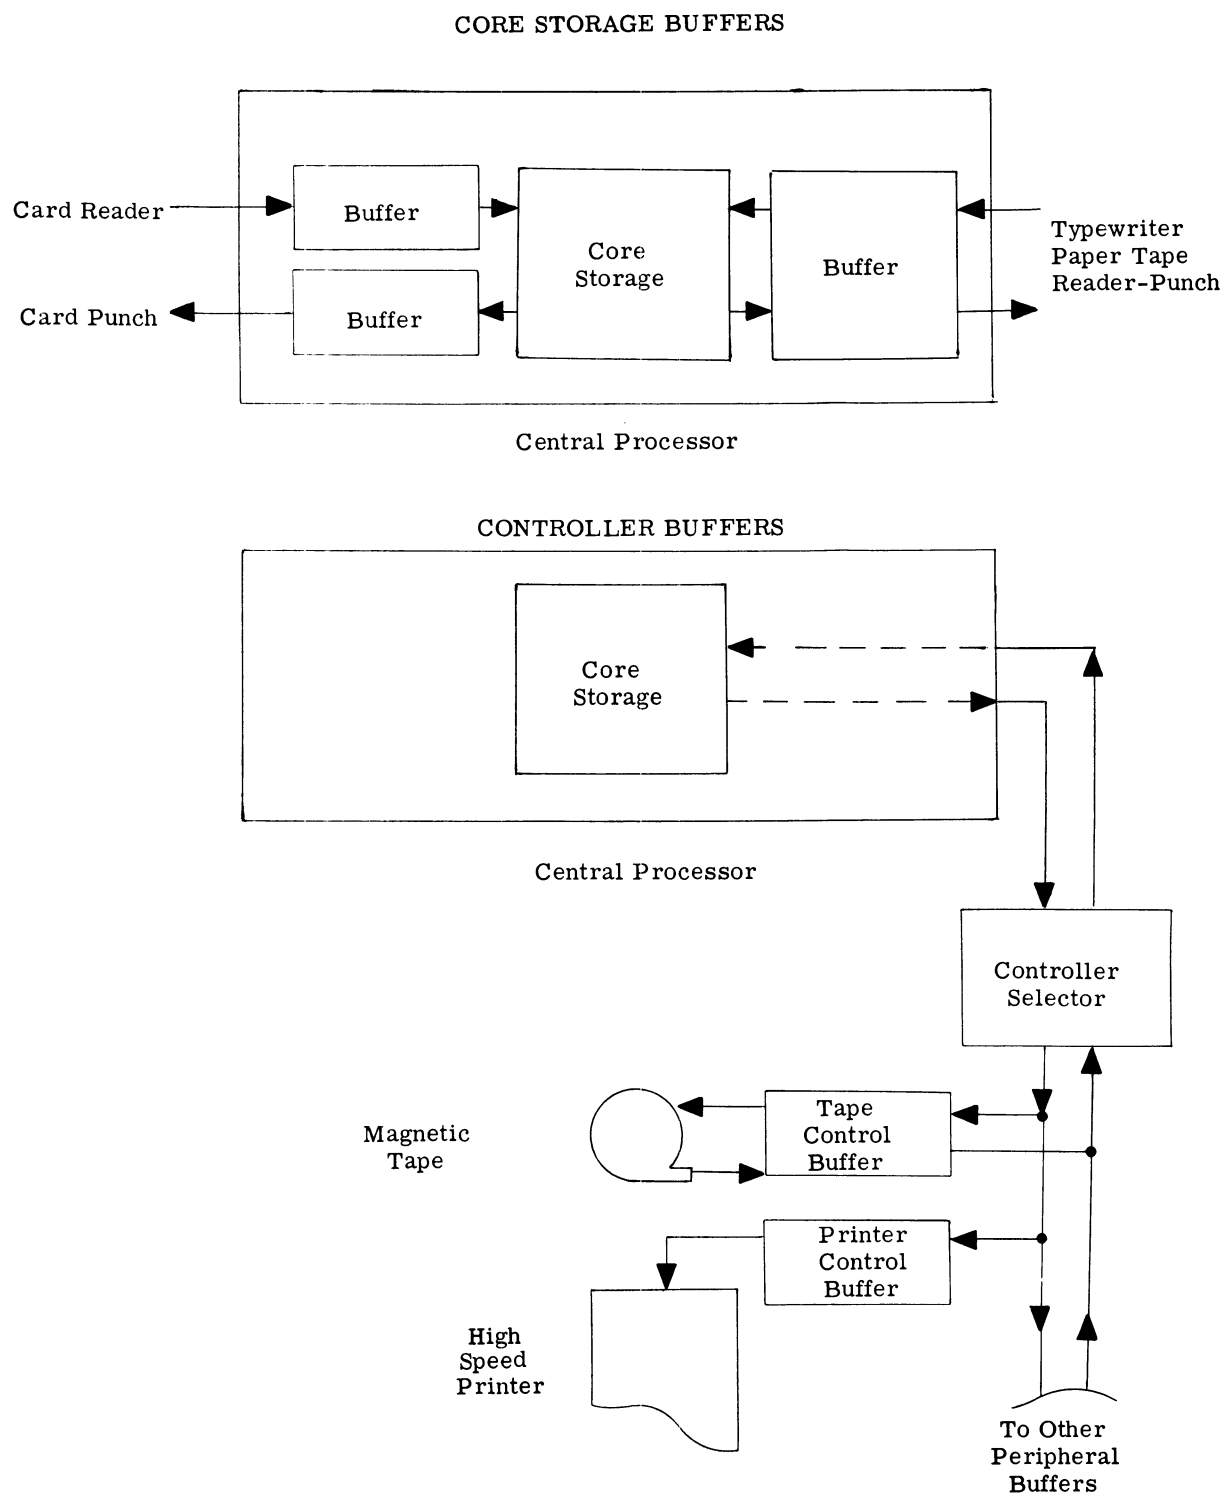 CORE STORAGE BUFFERS
Card Reader
Buffer
Core
Storage
Buffer
Typewriter
Paper Tape
Reader-Punch
Card Punch
Buffer
Central Processor
CONTROLLER BUFFERS
Core
Storage
Central Processor
Controller
Selector
Magnetic
Tape
Tape
Control
Buffer
Printer
Control
Buffer
High
Speed
Printer
To Other
Peripheral
Buffers